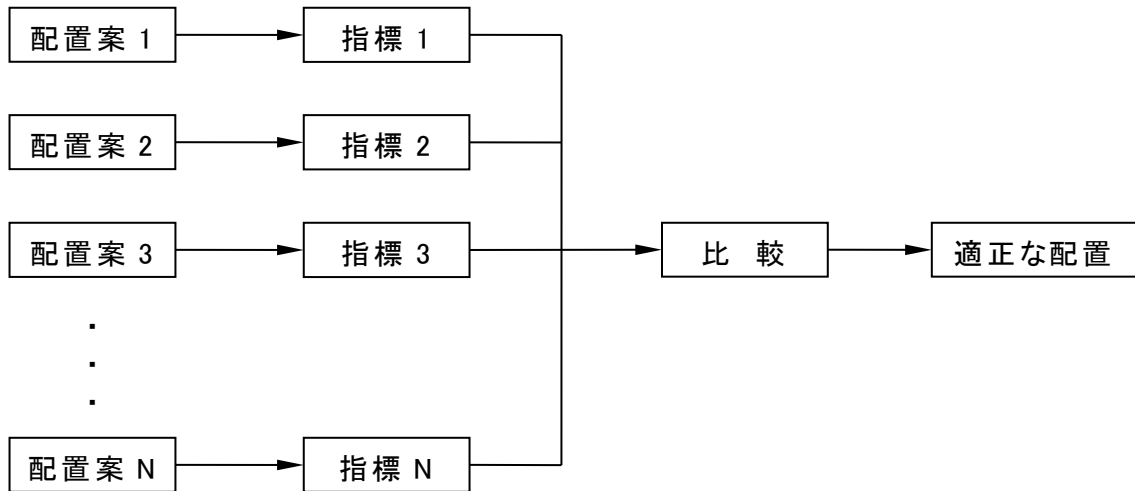 配置案 1
指標 1
配置案 2
指標 2
配置案 3
指標 3
比 較
適正な配置
・
・
・
配置案 N
指標 N